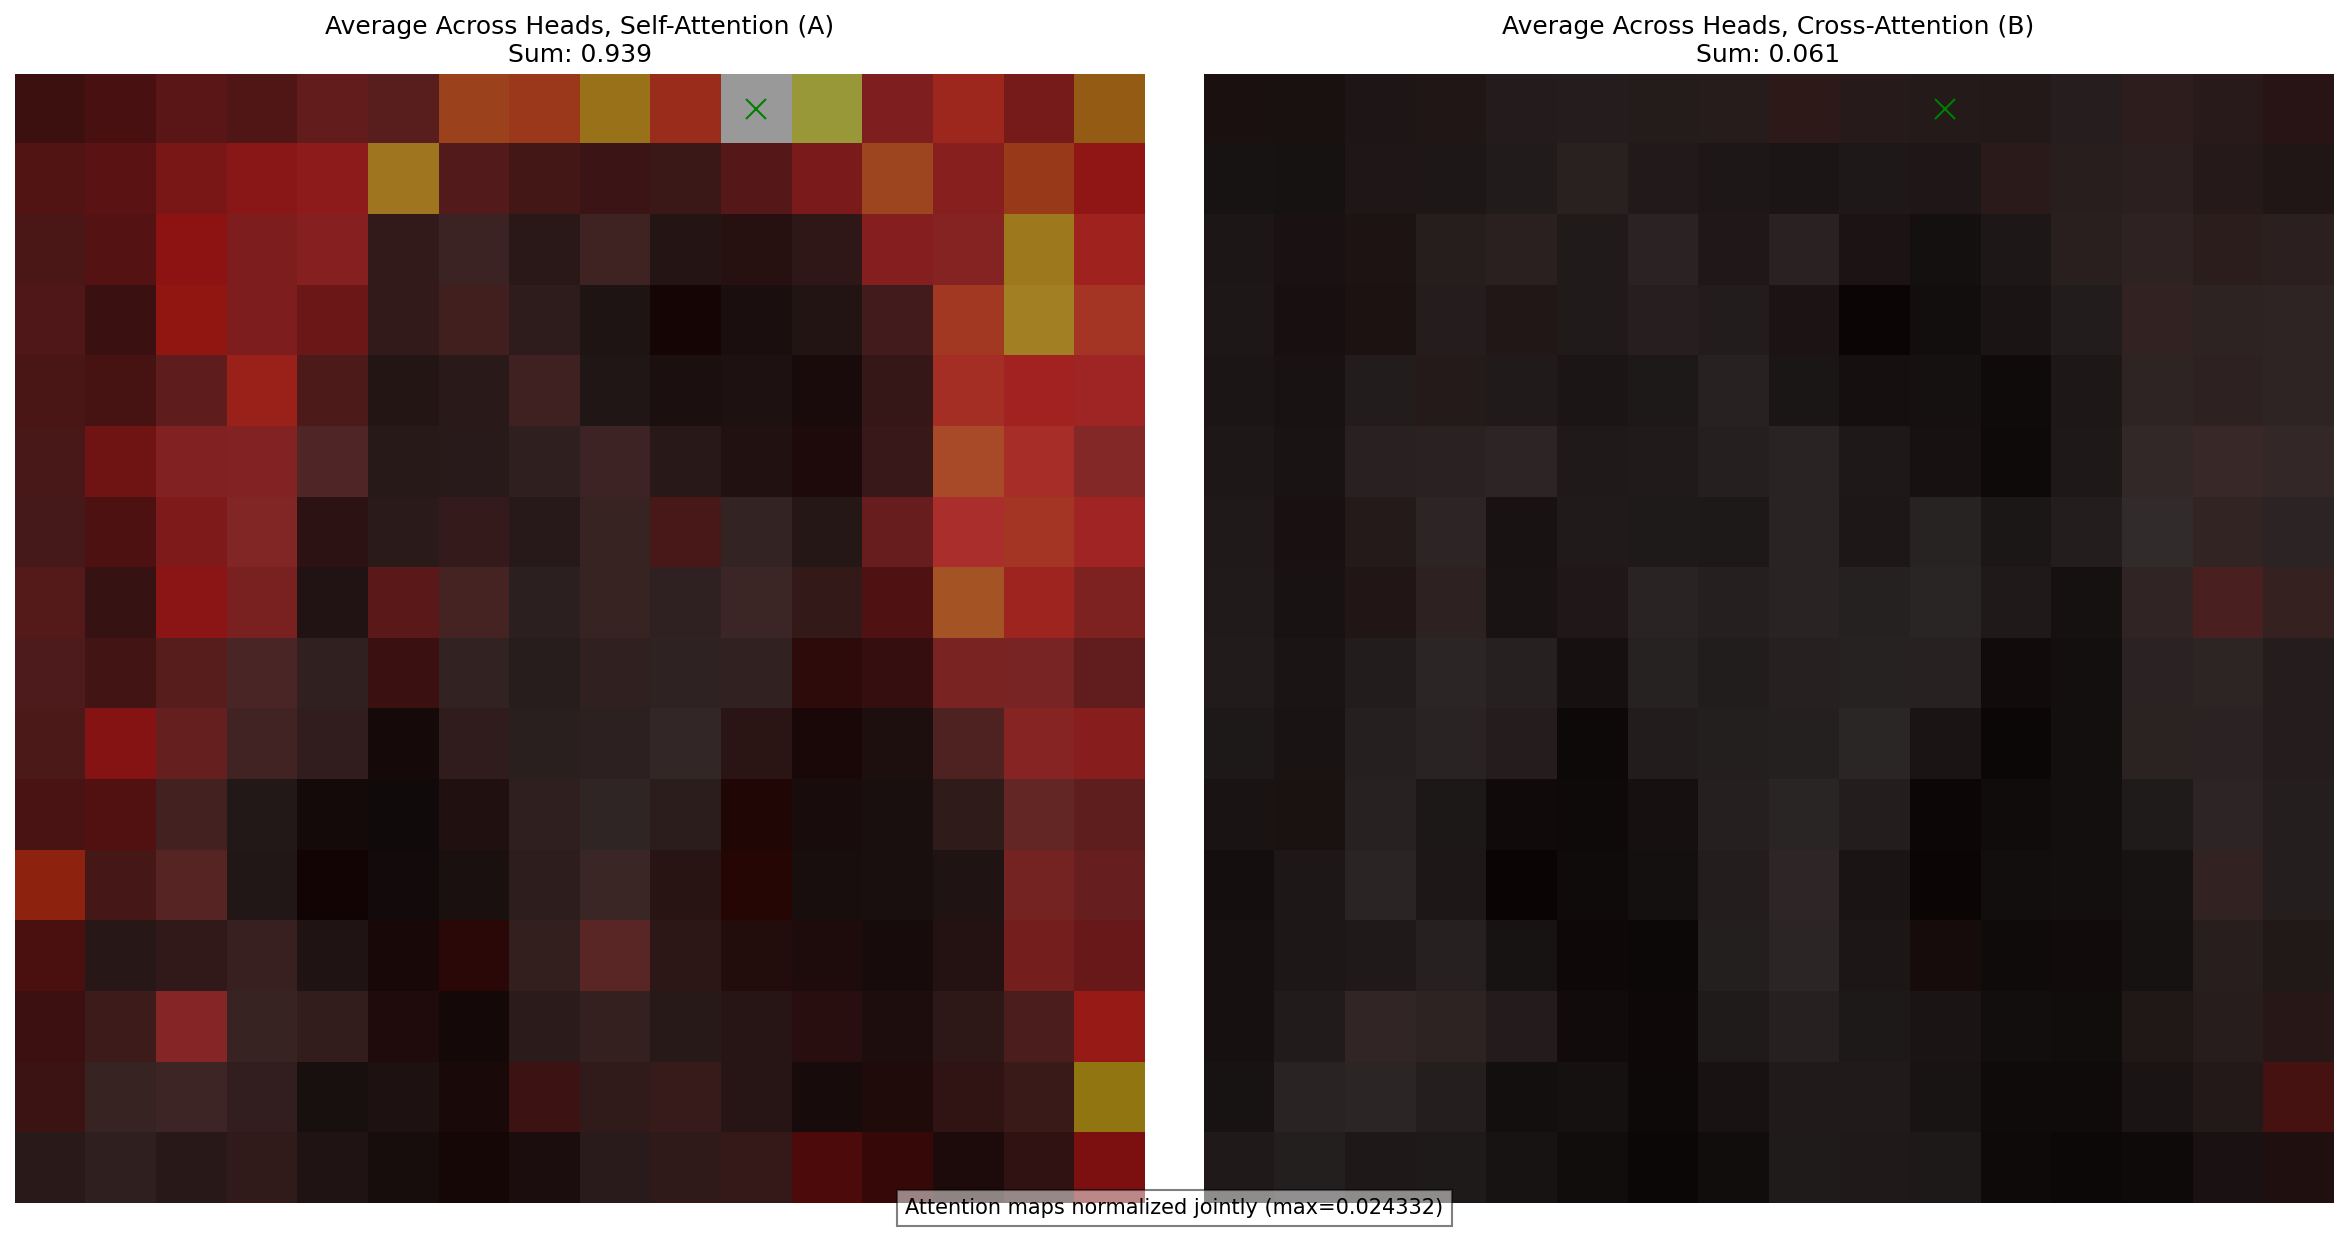 Average Across Heads, Self-Attention (A)
Sum: 0.939
Average Across Heads, Cross-Attention (B)
Sum: 0.061
Attention maps normalized jointly (max=0.024332)